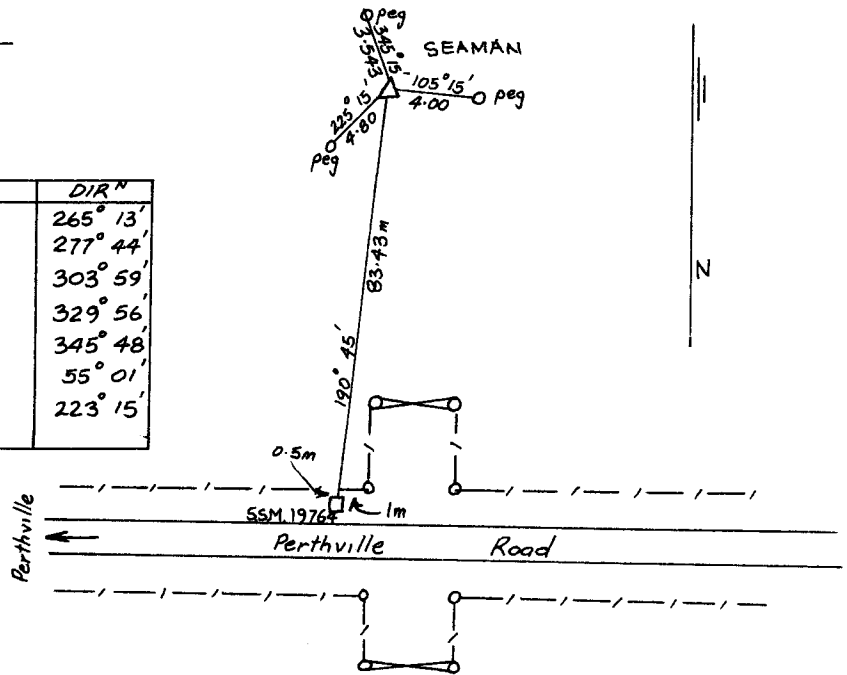 peg
345° 15'
3.543
SEAMAN
105° 15'
4.00
peg
225° 15'
4.80
peg
DIRᴺ
265° 13'
277° 44'
303° 59'
329° 56'
345° 48'
55° 01'
223° 15'
83.43m
190° 45'
N
0.5m
1m
S.S.M. 19764
Perthville
Perthville Road